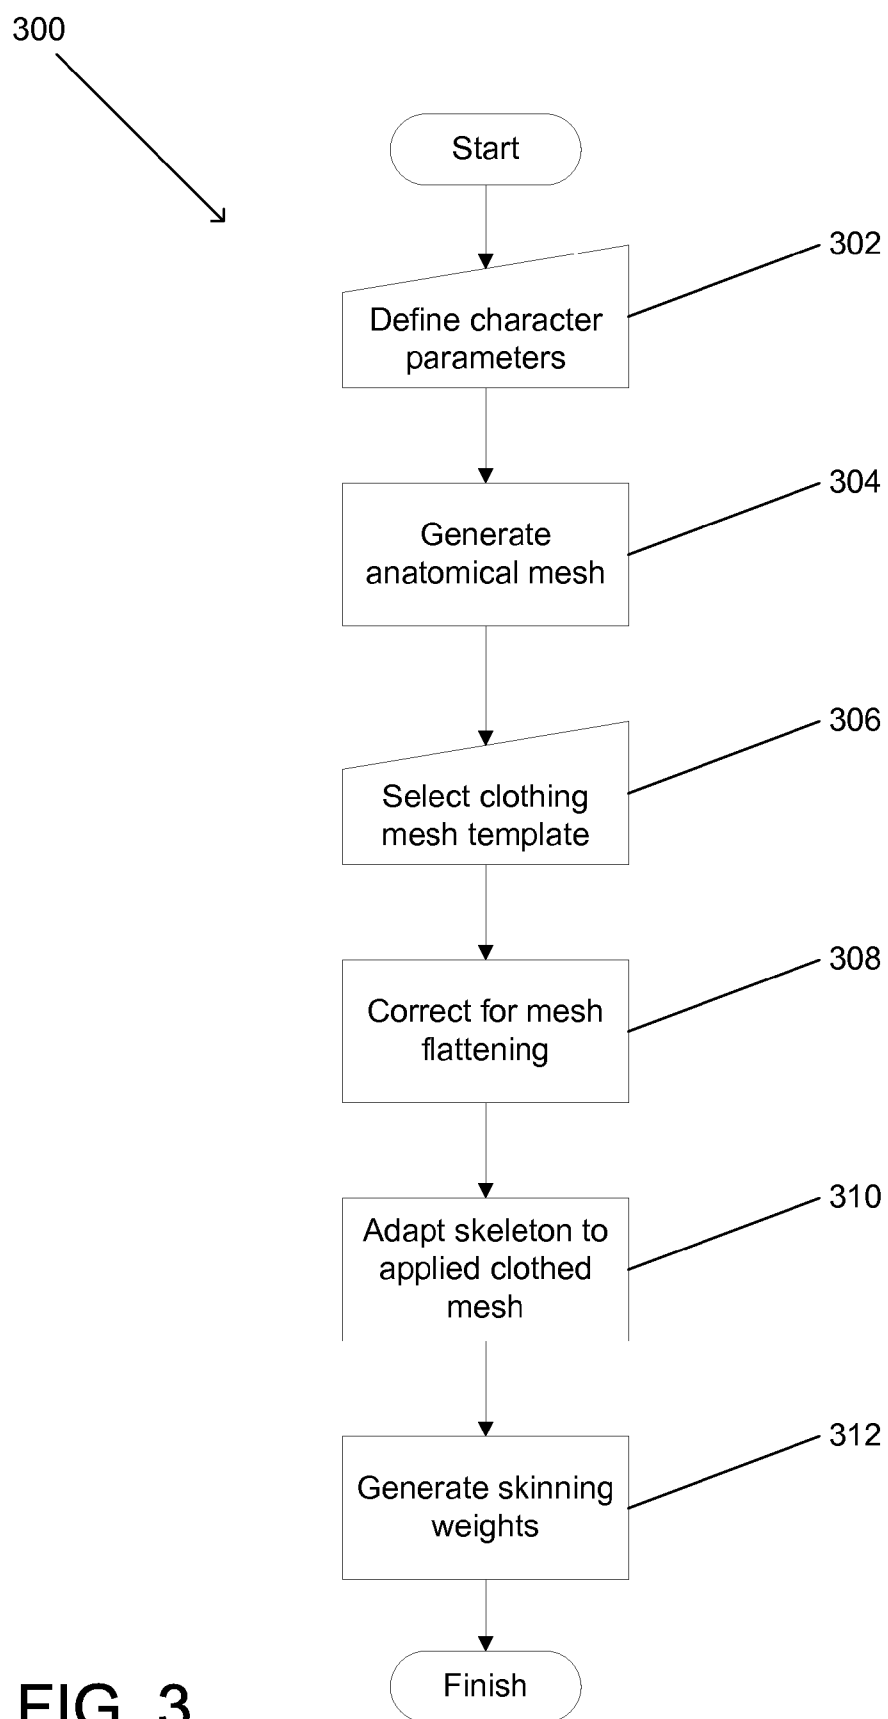 300
Start
302
Define character
parameters
304
Generate
anatomical mesh
306
Select clothing
mesh template
308
Correct for mesh
flattening
310
Adapt skeleton to
applied clothed
mesh
312
Generate skinning
weights
Finish
FIG. 3